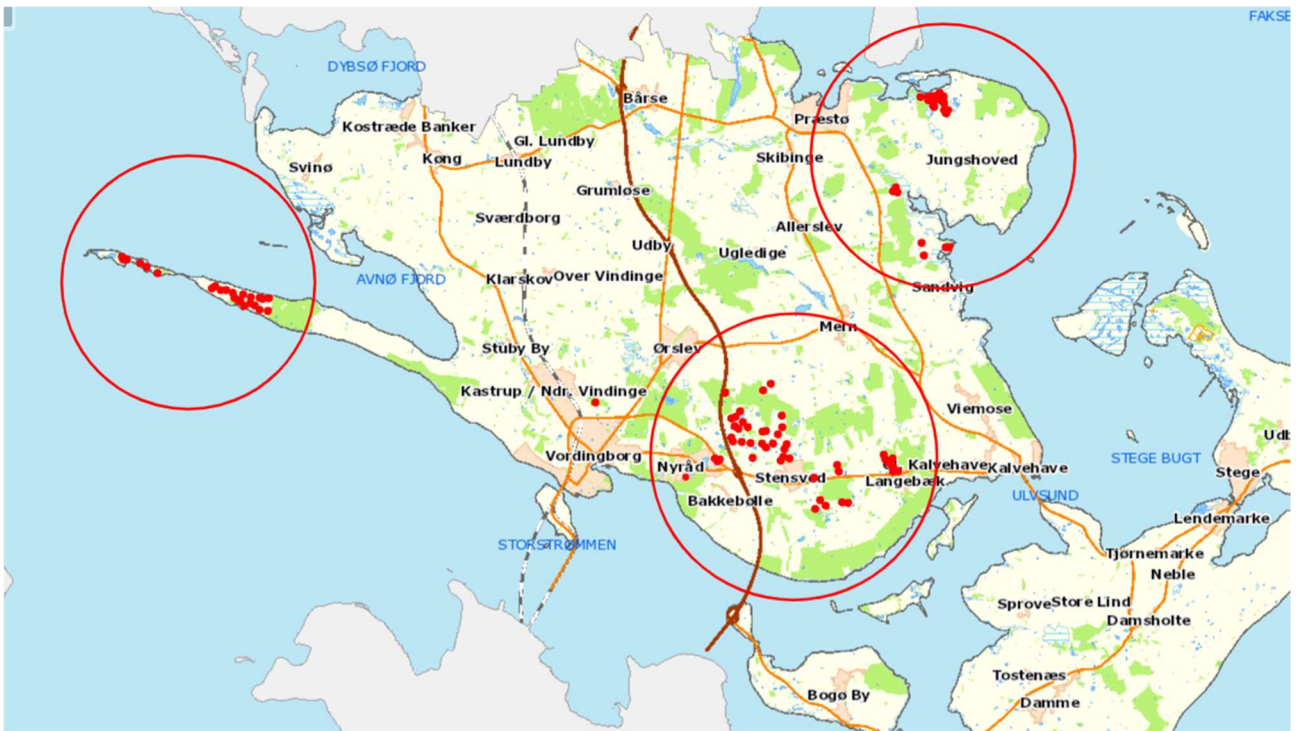 FAKSE
DYBSØ FJORD
Bårse
Kostræde Banker
Præstø
Gl. Lundby
Køng
Lundby
Skibinge
Jungshoved
Svinø
Grumløse
Sværdborg
Allerslev
Udby
Ugledige
AVNØ FJORD
Klarskov
Over Vindinge
Sandvig
Mern
Stuby By
Ørslev
Kastrup / Ndr. Vindinge
Viemose
Udb
Vordingborg
Nyråd
Stensved
Kalvehave
Kalvehave
STEGE BUGT
Stege
Langebæk
Bakkebølle
ULVSUND
Lendemarke
STORSTRØMMEN
Tjørnemarke
Neble
Sprove
Store Lind
Damsholte
Tostenæs
Bogø By
Damme